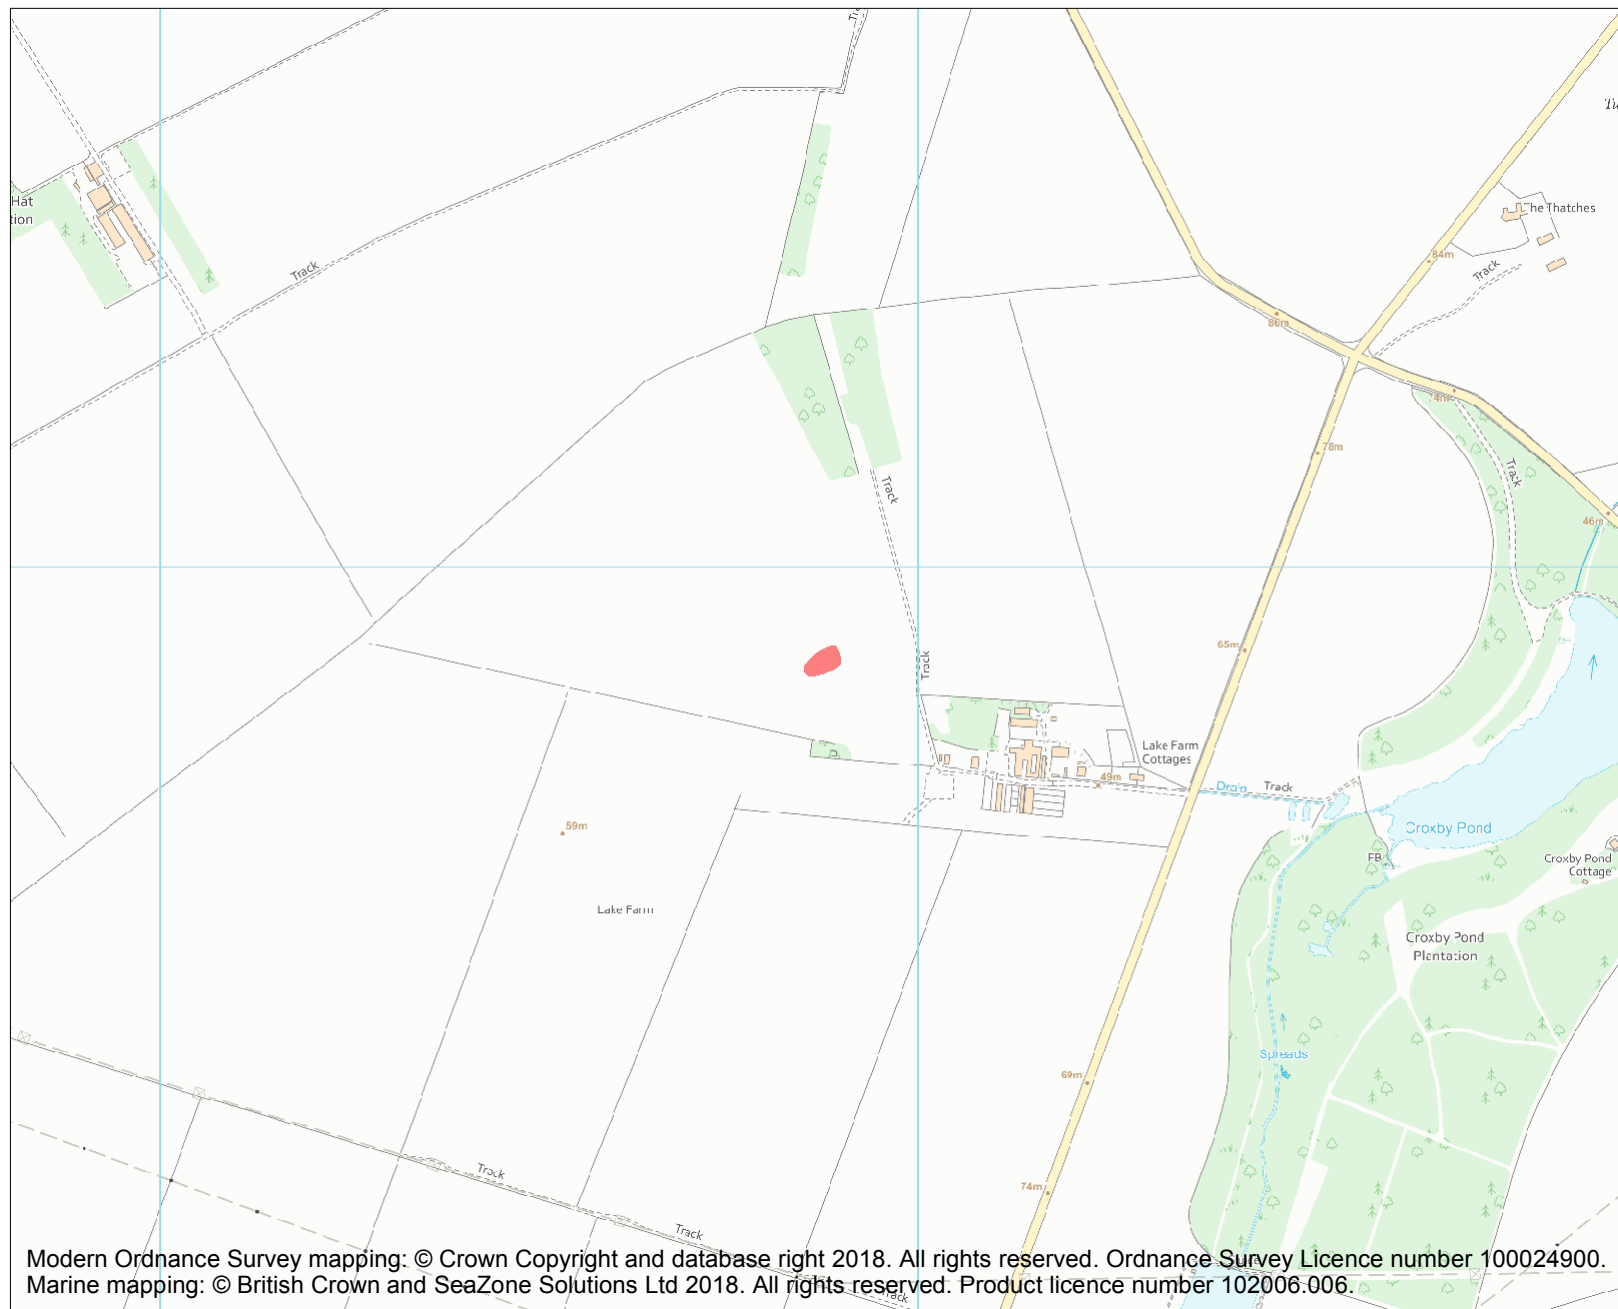 Tra
Hat
tion
Track
The Thatches
84m
Track
86m
74m
78m
Track
Track
46m
65m
Track
Lake Farm
Cottages
49m
Drain
Track
59m
Croxby Pond
FB
Croxby Pond
Cottage
Lake Farm
Croxby Pond
Plantation
Spreads
69m
Track
74m
Track
Track
Modern Ordnance Survey mapping: © Crown Copyright and database right 2018. All rights reserved. Ordnance Survey Licence number 100024900.
Marine mapping: © British Crown and SeaZone Solutions Ltd 2018. All rights reserved. Product licence number 102006.006.